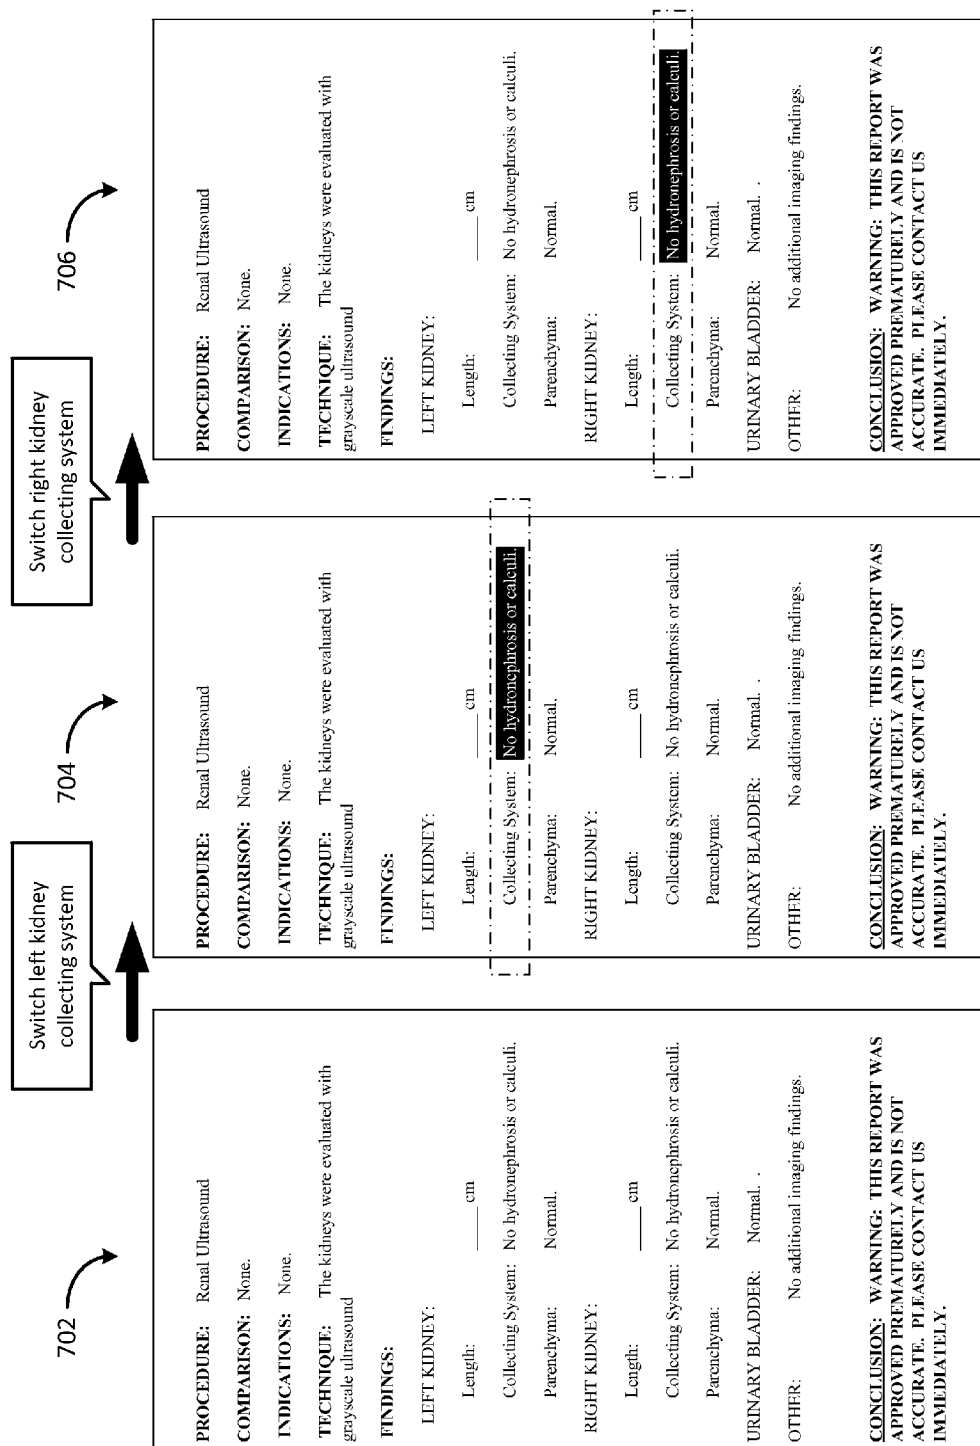 702
PROCEDURE: Renal Ultrasound
COMPARISON: None.
INDICATIONS: None.
TECHNIQUE: The kidneys were evaluated with
grayscale ultrasound
FINDINGS:
LEFT KIDNEY:
Length: ____ cm
Collecting System: No hydronephrosis or calculi.
Parenchyma: Normal.
RIGHT KIDNEY:
Length: ____ cm
Collecting System: No hydronephrosis or calculi.
Parenchyma: Normal.
URINARY BLADDER: Normal. .
OTHER: No additional imaging findings.
CONCLUSION: WARNING: THIS REPORT WAS
APPROVED PREMATURELY AND IS NOT
ACCURATE. PLEASE CONTACT US
IMMEDIATELY.
Switch left kidney
collecting system
704
PROCEDURE: Renal Ultrasound
COMPARISON: None.
INDICATIONS: None.
TECHNIQUE: The kidneys were evaluated with
grayscale ultrasound
FINDINGS:
LEFT KIDNEY:
Length: ____ cm
Collecting System: No hydronephrosis or calculi.
Parenchyma: Normal.
RIGHT KIDNEY:
Length: ____ cm
Collecting System: No hydronephrosis or calculi.
Parenchyma: Normal.
URINARY BLADDER: Normal. .
OTHER: No additional imaging findings.
CONCLUSION: WARNING: THIS REPORT WAS
APPROVED PREMATURELY AND IS NOT
ACCURATE. PLEASE CONTACT US
IMMEDIATELY.
Switch right kidney
collecting system
706
PROCEDURE: Renal Ultrasound
COMPARISON: None.
INDICATIONS: None.
TECHNIQUE: The kidneys were evaluated with
grayscale ultrasound
FINDINGS:
LEFT KIDNEY:
Length: ____ cm
Collecting System: No hydronephrosis or calculi.
Parenchyma: Normal.
RIGHT KIDNEY:
Length: ____ cm
Collecting System: No hydronephrosis or calculi.
Parenchyma: Normal.
URINARY BLADDER: Normal. .
OTHER: No additional imaging findings.
CONCLUSION: WARNING: THIS REPORT WAS
APPROVED PREMATURELY AND IS NOT
ACCURATE. PLEASE CONTACT US
IMMEDIATELY.